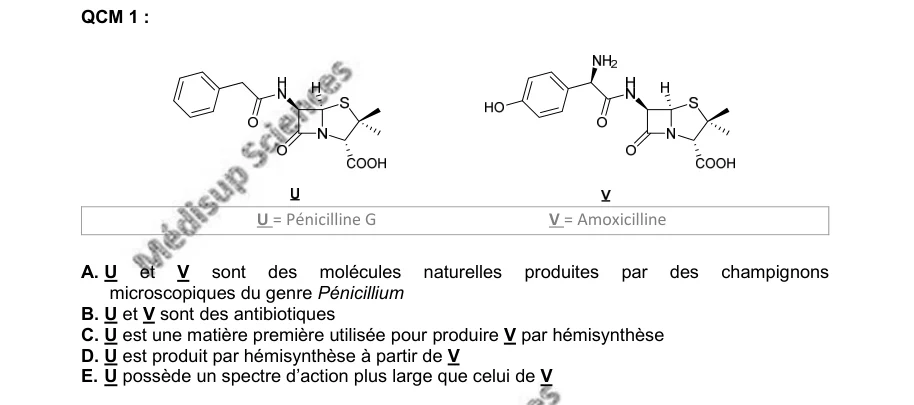 QCM 1 :
NH₂
H H S N O N O COOH
HO H H S N O N O COOH
U V
U = Pénicilline G V = Amoxicilline
Médisup Sciences
A. U et V sont des molécules naturelles produites par des champignons
microscopiques du genre Pénicillium
B. U et V sont des antibiotiques
C. U est une matière première utilisée pour produire V par hémisynthèse
D. U est produit par hémisynthèse à partir de V
E. U possède un spectre d'action plus large que celui de V
es